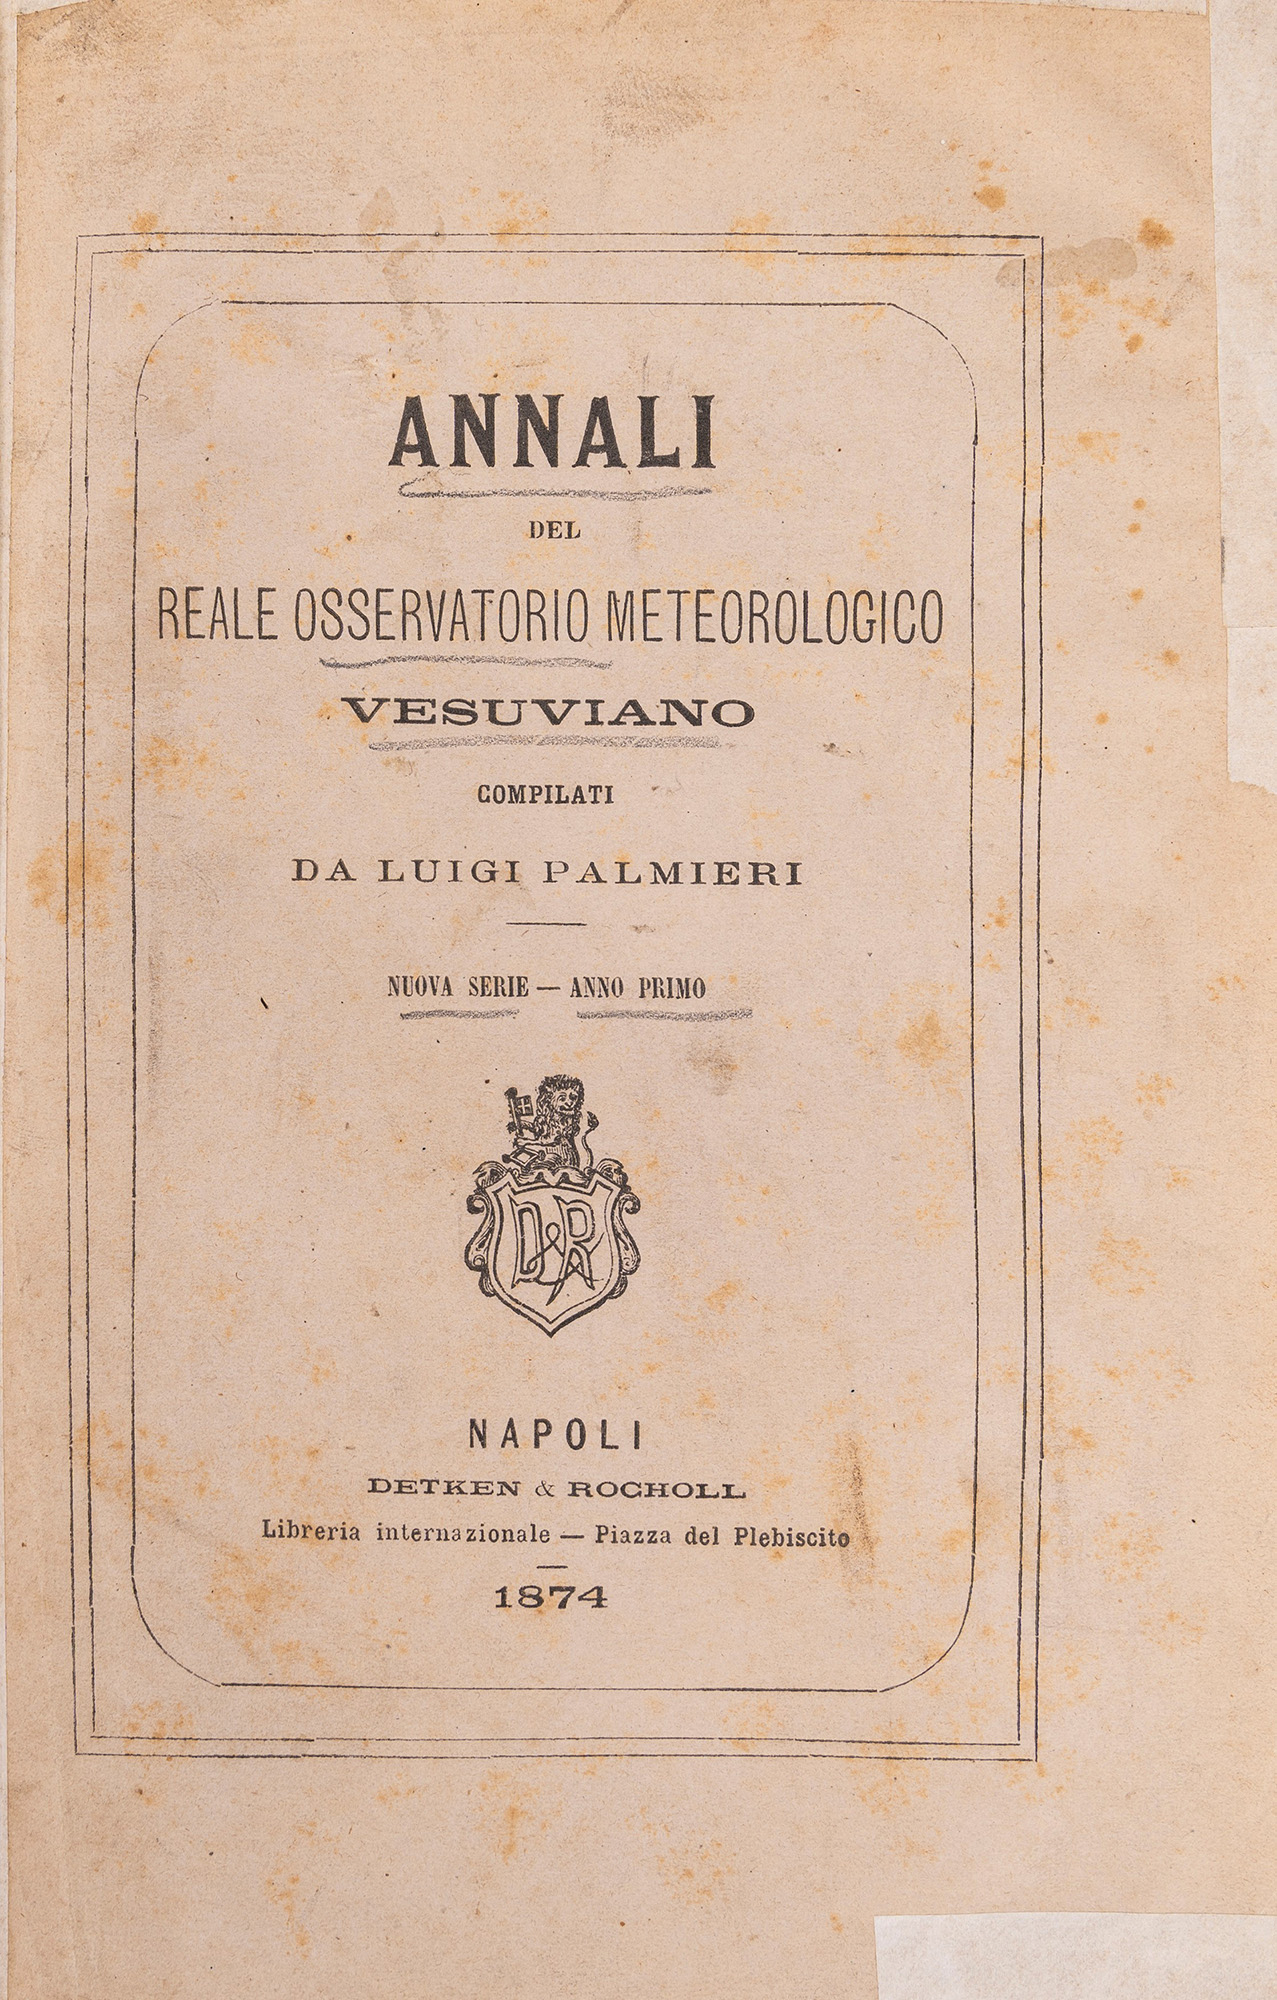 ANNALI
DEL
REALE OSSERVATORIO METEOROLOGICO
VESUVIANO
COMPILATI
DA LUIGI PALMIERI
NUOVA SERIE — ANNO PRIMO
D&R
NAPOLI
DETKEN & ROCHOLL
Libreria internazionale — Piazza del Plebiscito
1874